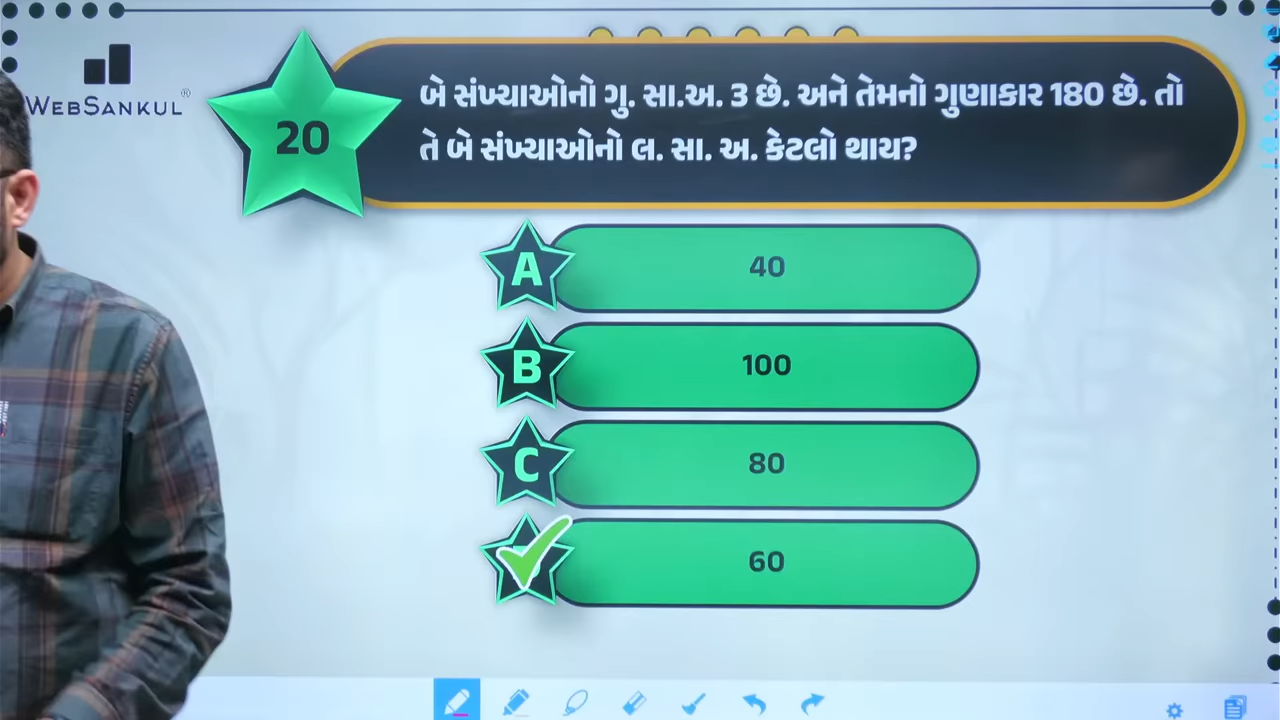 WEBSANKUL®
20
બે સંખ્યાઓનો ગુ. સા.અ. 3 છે. અને તેમનો ગુણાકાર 180 છે. તો
તે બે સંખ્યાઓનો લ. સા. અ. કેટલો થાય?
A 40
B 100
C 80
60